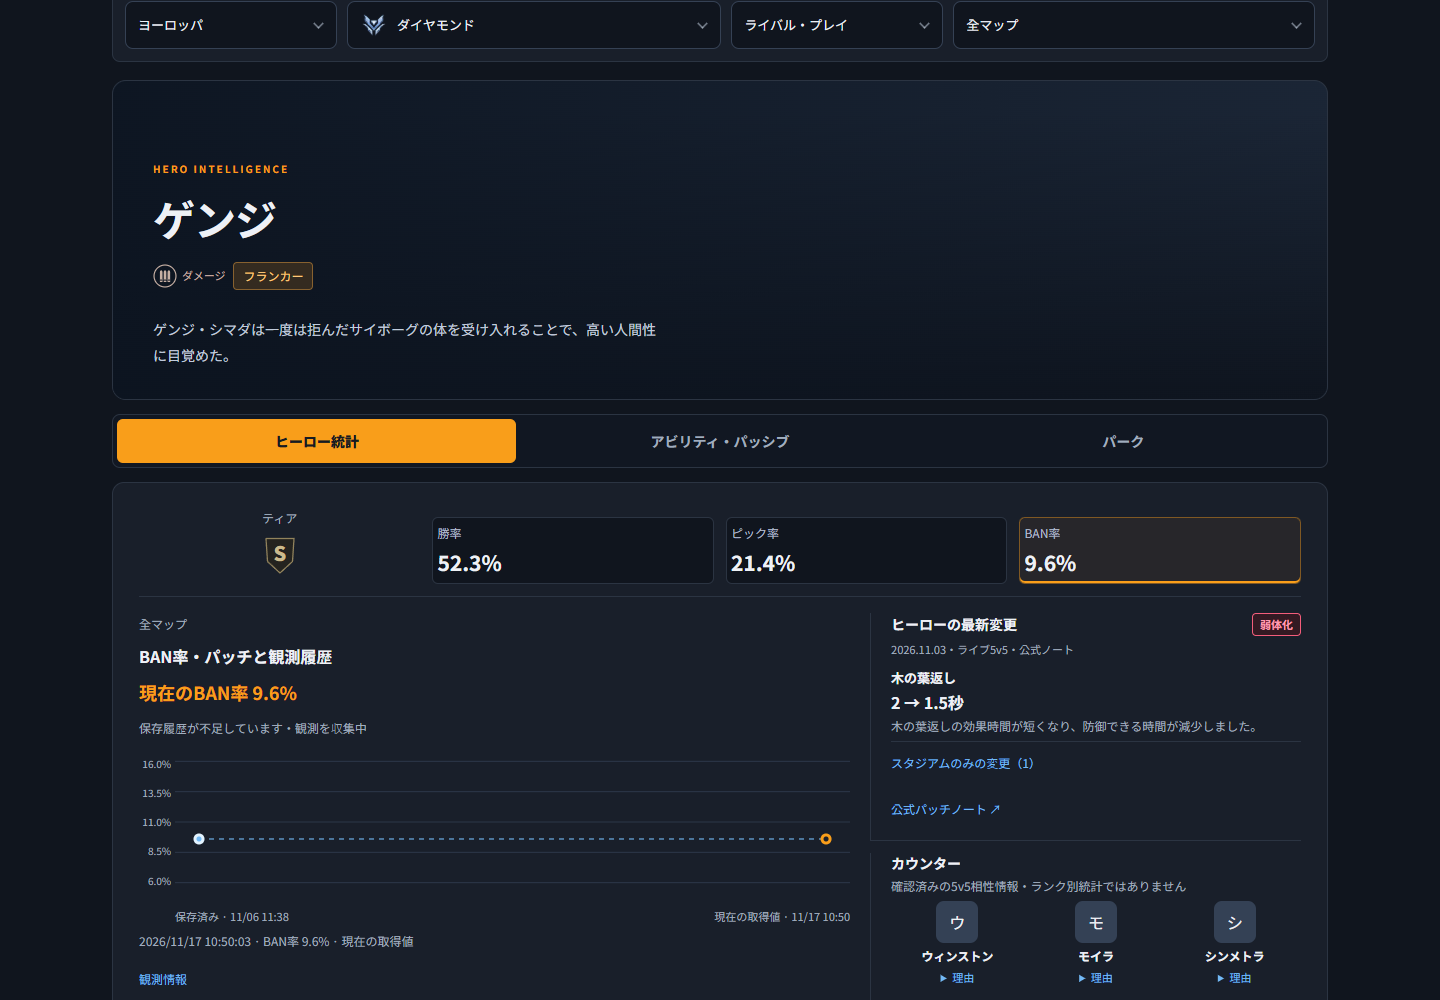 ヨーロッパ
ダイヤモンド
ライバル・プレイ
全マップ
HERO INTELLIGENCE
ゲンジ
ダメージ
フランカー
ゲンジ・シマダは一度は拒んだサイボーグの体を受け入れることで、高い人間性
に目覚めた。
ヒーロー統計
アビリティ・パッシブ
パーク
ティア
S
勝率
52.3%
ピック率
21.4%
BAN率
9.6%
全マップ
BAN率・パッチと観測履歴
現在のBAN率 9.6%
保存履歴が不足しています・観測を収集中
16.0%
13.5%
11.0%
8.5%
6.0%
保存済み · 11/06 11:38
現在の取得値 · 11/17 10:50
2026/11/17 10:50:03 · BAN率 9.6% · 現在の取得値
観測情報
ヒーローの最新変更
弱体化
2026.11.03・ライブ5v5・公式ノート
木の葉返し
2 → 1.5秒
木の葉返しの効果時間が短くなり、防御できる時間が減少しました。
スタジアムのみの変更（1）
公式パッチノート ↗
カウンター
確認済みの5v5相性情報・ランク別統計ではありません
ウ
ウィンストン
▶ 理由
モ
モイラ
▶ 理由
シ
シンメトラ
▶ 理由